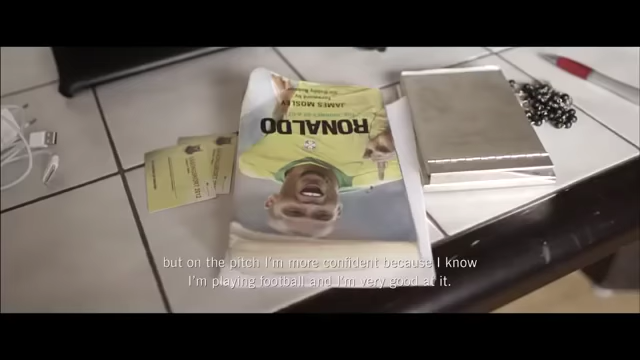 RONALDO
JAMES MOSLEY
but on the pitch I'm more confident because I know
I'm playing football and I'm very good at it.